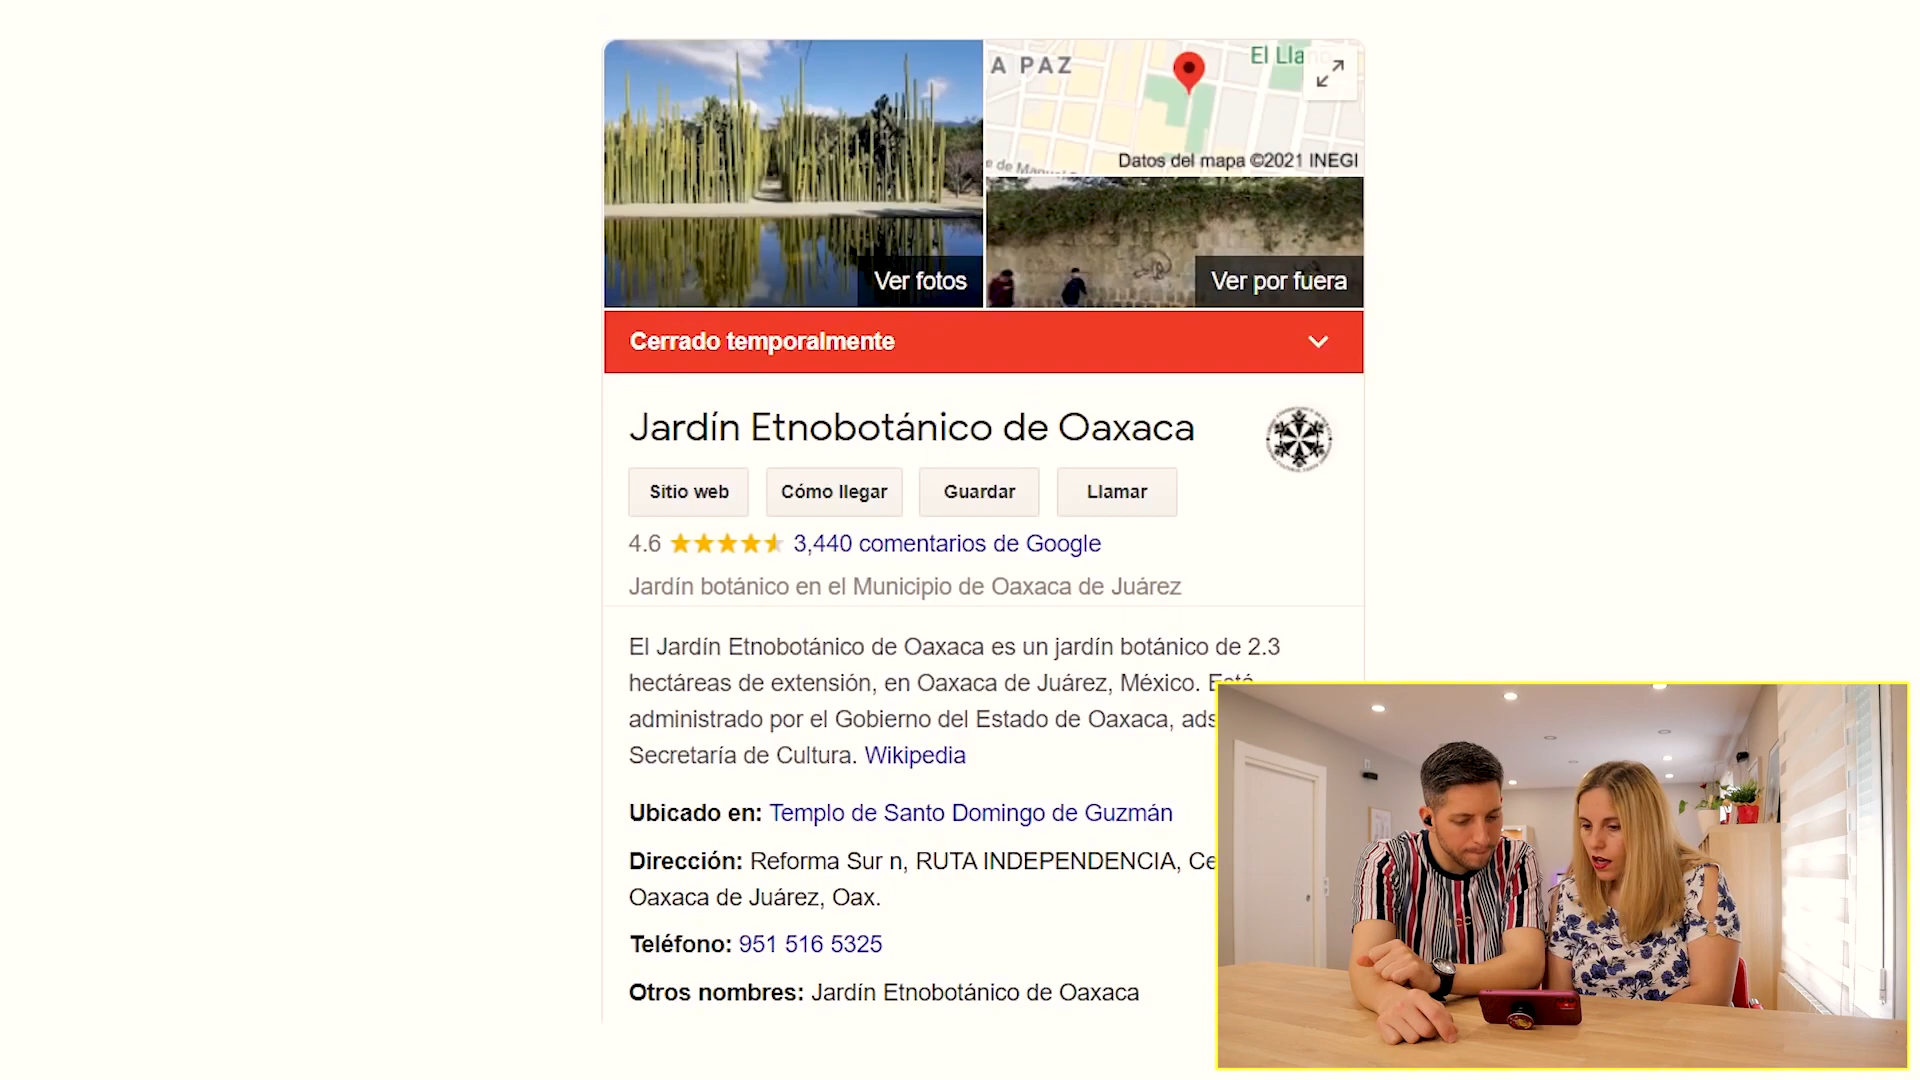 A PAZ
El Llan
Datos del mapa ©2021 INEGI
Ver fotos
Ver por fuera
Cerrado temporalmente
Jardín Etnobotánico de Oaxaca
Sitio web
Cómo llegar
Guardar
Llamar
4.6 3,440 comentarios de Google
Jardín botánico en el Municipio de Oaxaca de Juárez
El Jardín Etnobotánico de Oaxaca es un jardín botánico de 2.3
hectáreas de extensión, en Oaxaca de Juárez, México. Está
administrado por el Gobierno del Estado de Oaxaca, ads
Secretaría de Cultura. Wikipedia
Ubicado en: Templo de Santo Domingo de Guzmán
Dirección: Reforma Sur n, RUTA INDEPENDENCIA, Ce
Oaxaca de Juárez, Oax.
Teléfono: 951 516 5325
Otros nombres: Jardín Etnobotánico de Oaxaca